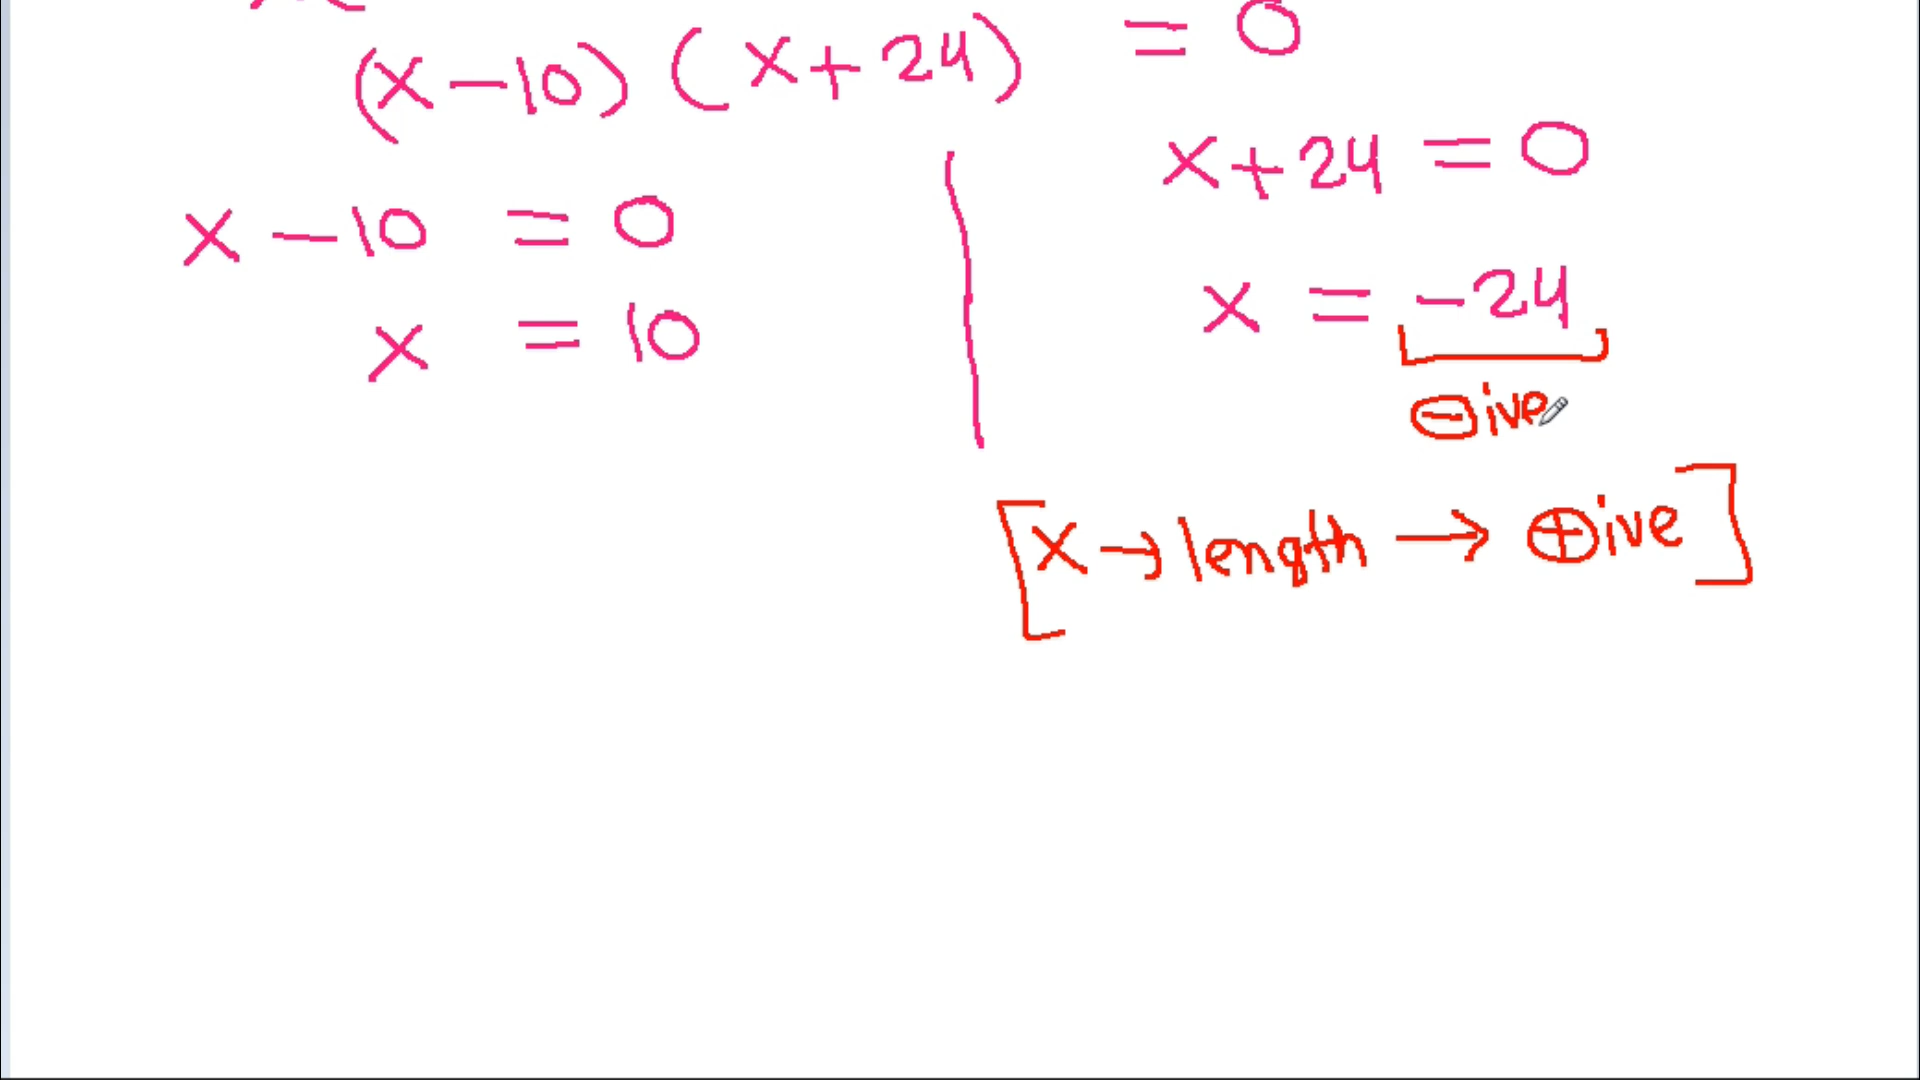 (x-10) (x+24) = 0
x-10 = 0
x = 10
x+24 = 0
x = -24
⊖ive
[x→length → ⊕ive]